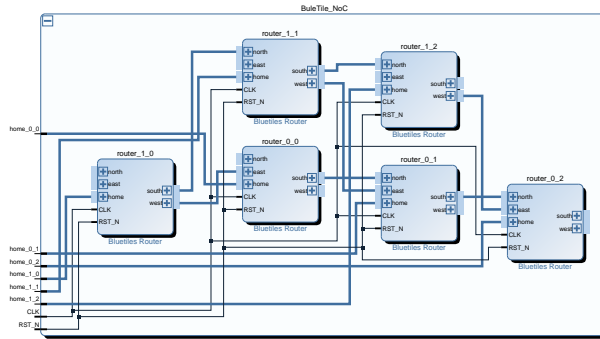 BuleTile_NoC
router_1_1
north
east
home
CLK
RST_N
south
west
Bluetiles Router
router_1_2
north
east
home
CLK
RST_N
south
west
Bluetiles Router
home_0_0
router_1_0
north
east
home
CLK
RST_N
south
west
Bluetiles Router
router_0_0
north
east
home
CLK
RST_N
south
west
Bluetiles Router
router_0_1
north
east
home
CLK
RST_N
south
west
Bluetiles Router
router_0_2
north
east
home
CLK
RST_N
south
west
Bluetiles Router
home_0_1
home_0_2
home_1_0
home_1_1
home_1_2
CLK
RST_N